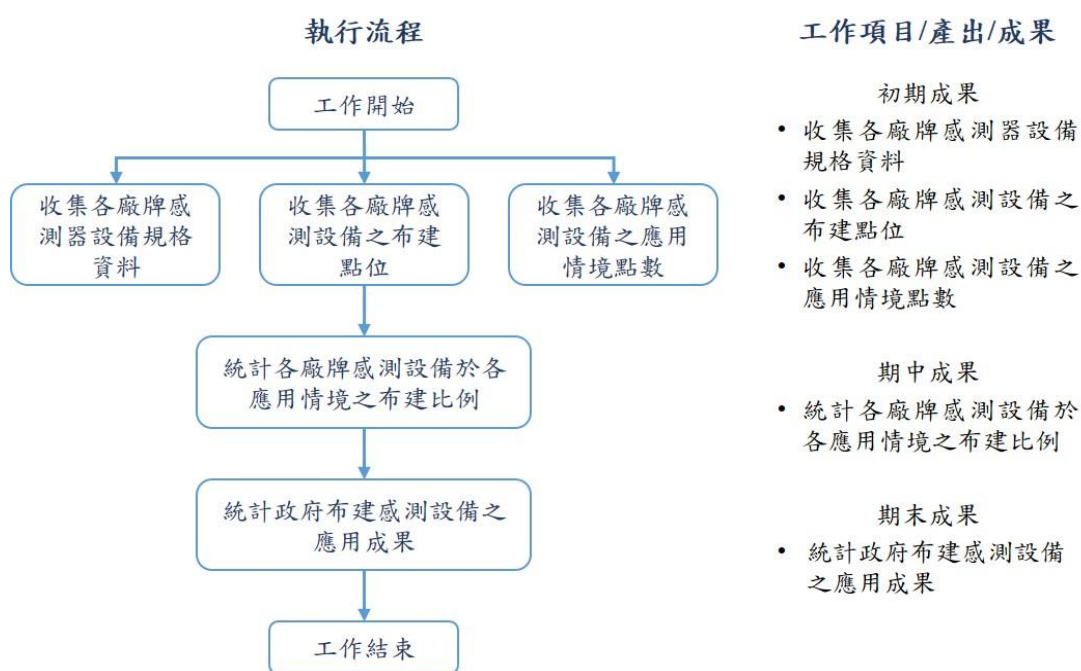 執行流程
工作開始
收集各廠牌感
測器設備規格
資料
收集各廠牌感
測設備之布建
點位
收集各廠牌感
測設備之應用
情境點數
統計各廠牌感測設備於各
應用情境之布建比例
統計政府布建感測設備之
應用成果
工作結束
工作項目/產出/成果
初期成果
• 收集各廠牌感測器設備
規格資料
• 收集各廠牌感測設備之
布建點位
• 收集各廠牌感測設備之
應用情境點數
期中成果
• 統計各廠牌感測設備於
各應用情境之布建比例
期末成果
• 統計政府布建感測設備
之應用成果